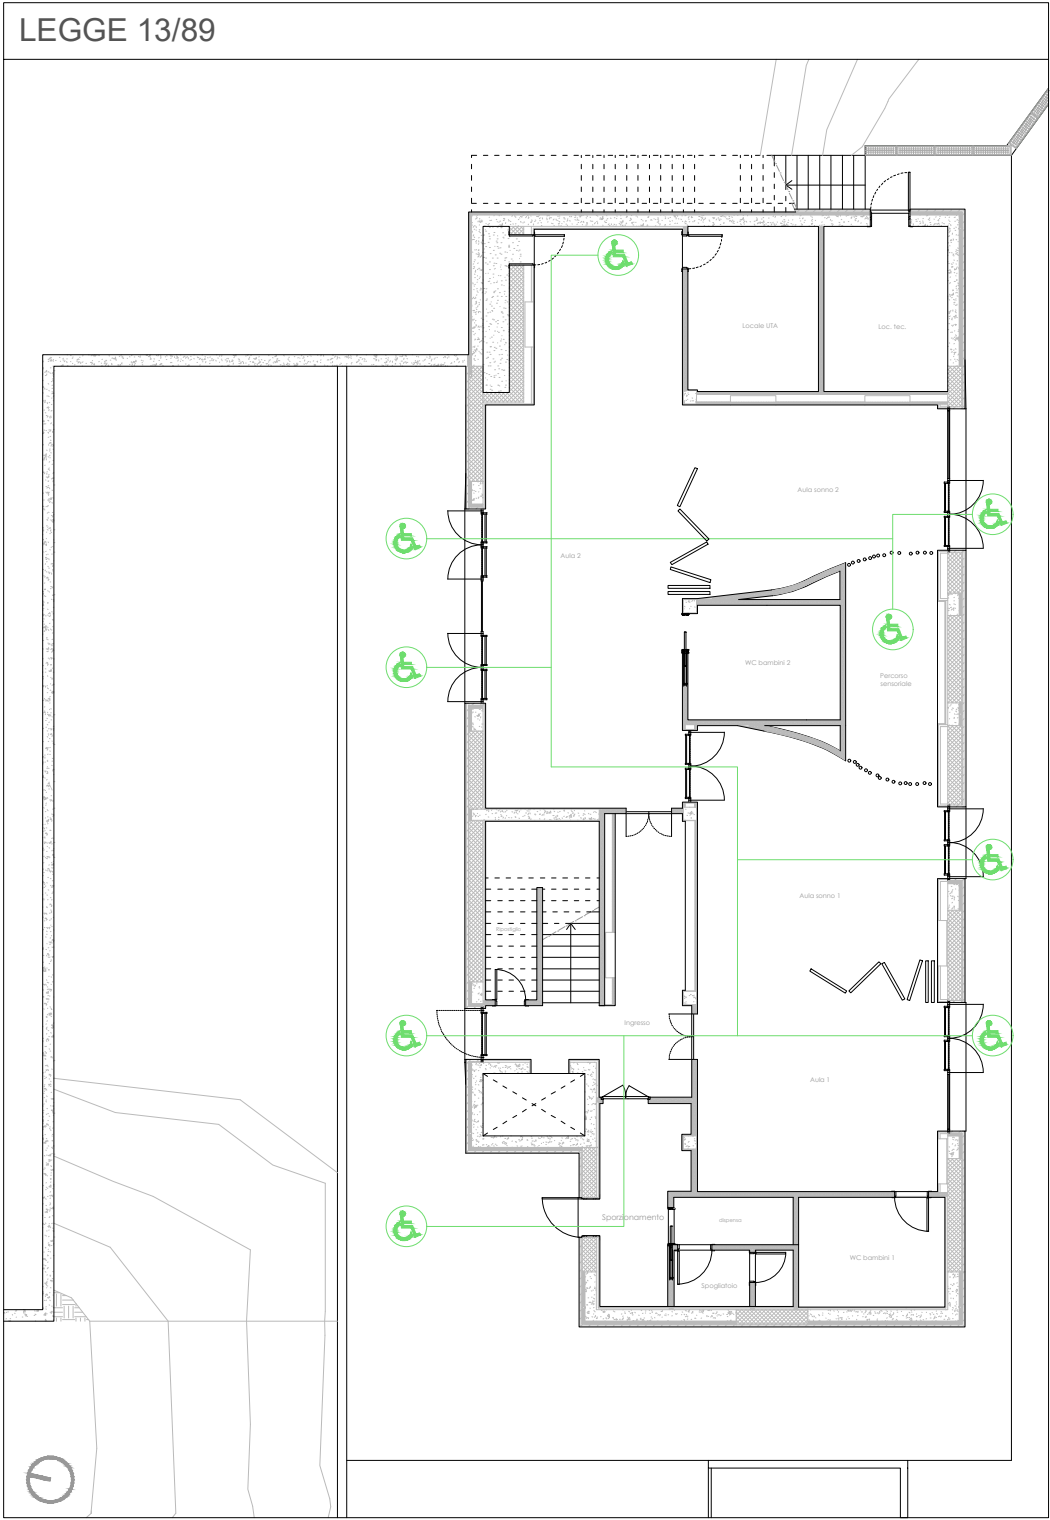 LEGGE 13/89
Locale UTA
Loc. tec.
Aula sonno 2
Aula 2
WC bambini 2
Percorso
sensoriale
Aula sonno 1
Ripostiglio
Ingresso
Aula 1
Sporzionamento
dispensa
WC bambini 1
Spogliatoio